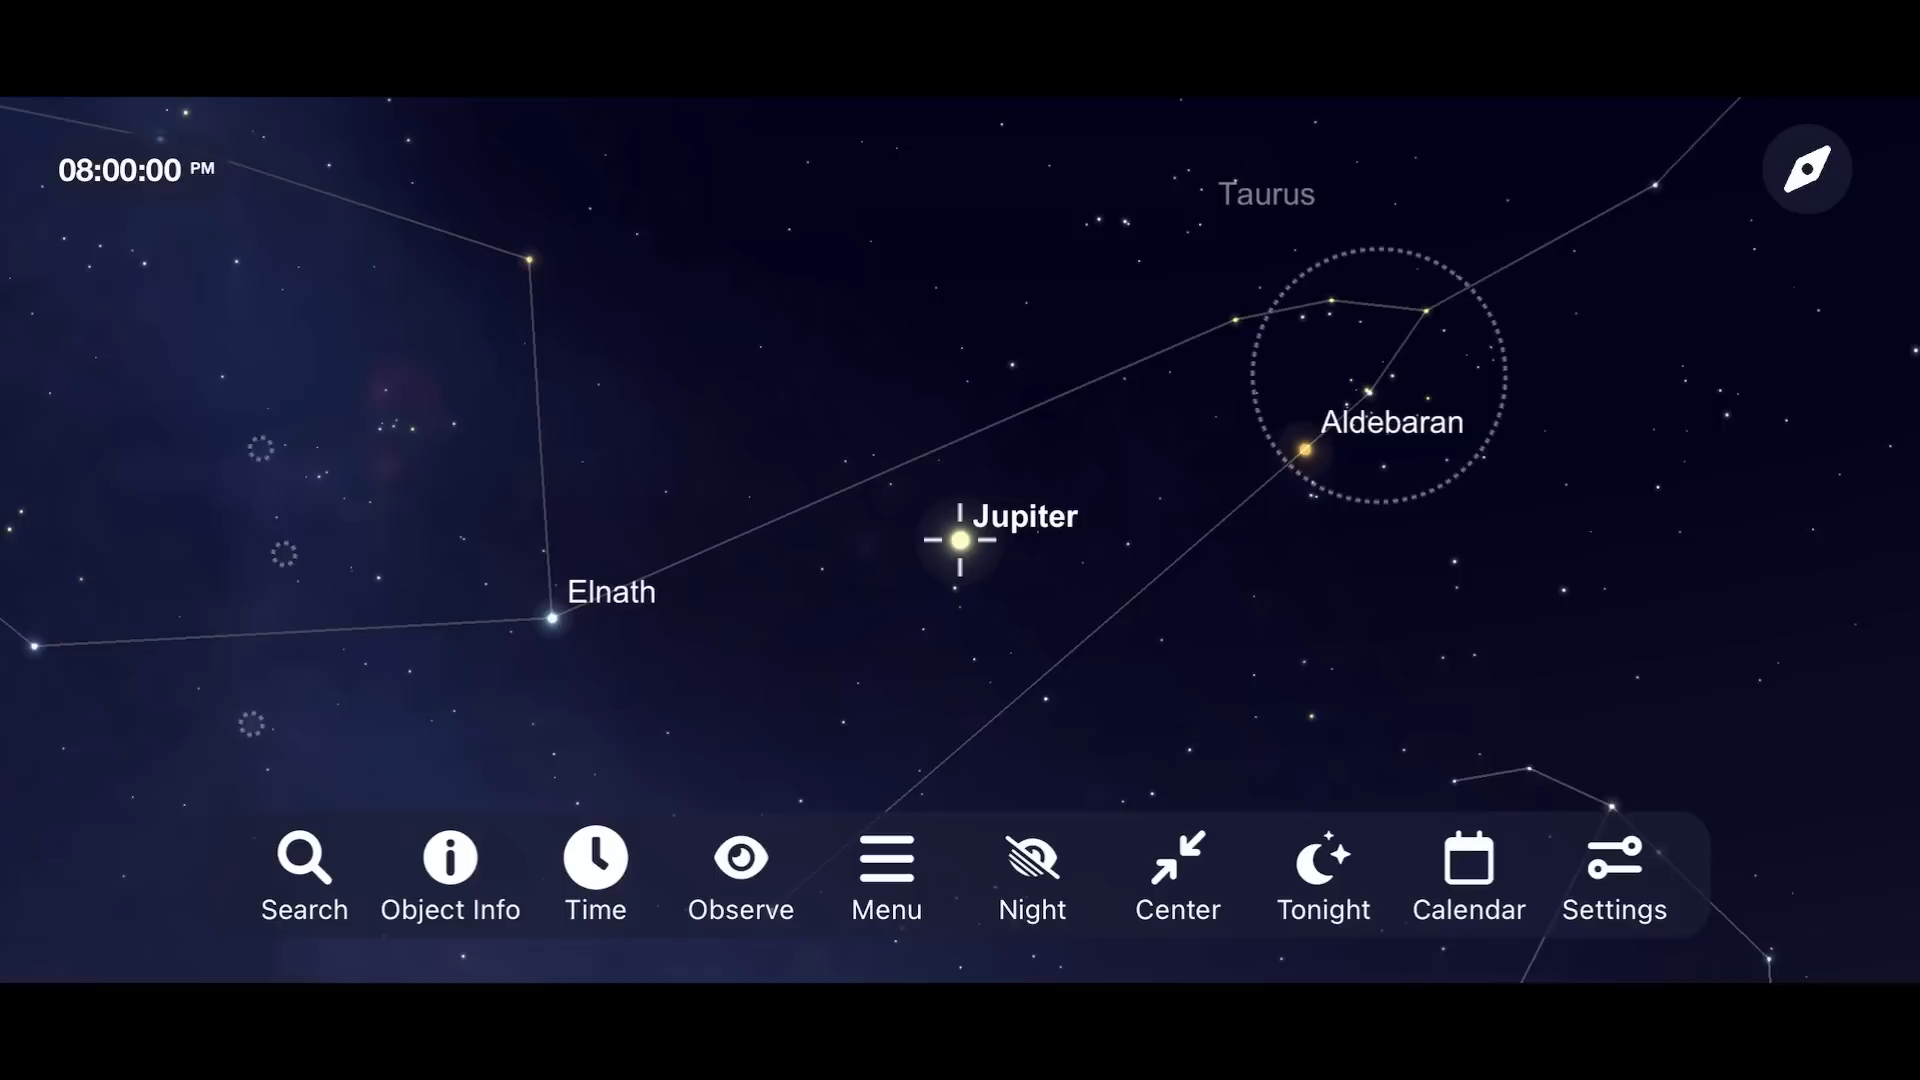 08:00:00 PM
Taurus
Aldebaran
Jupiter
Elnath
Search Object Info Time Observe Menu Night Center Tonight Calendar Settings